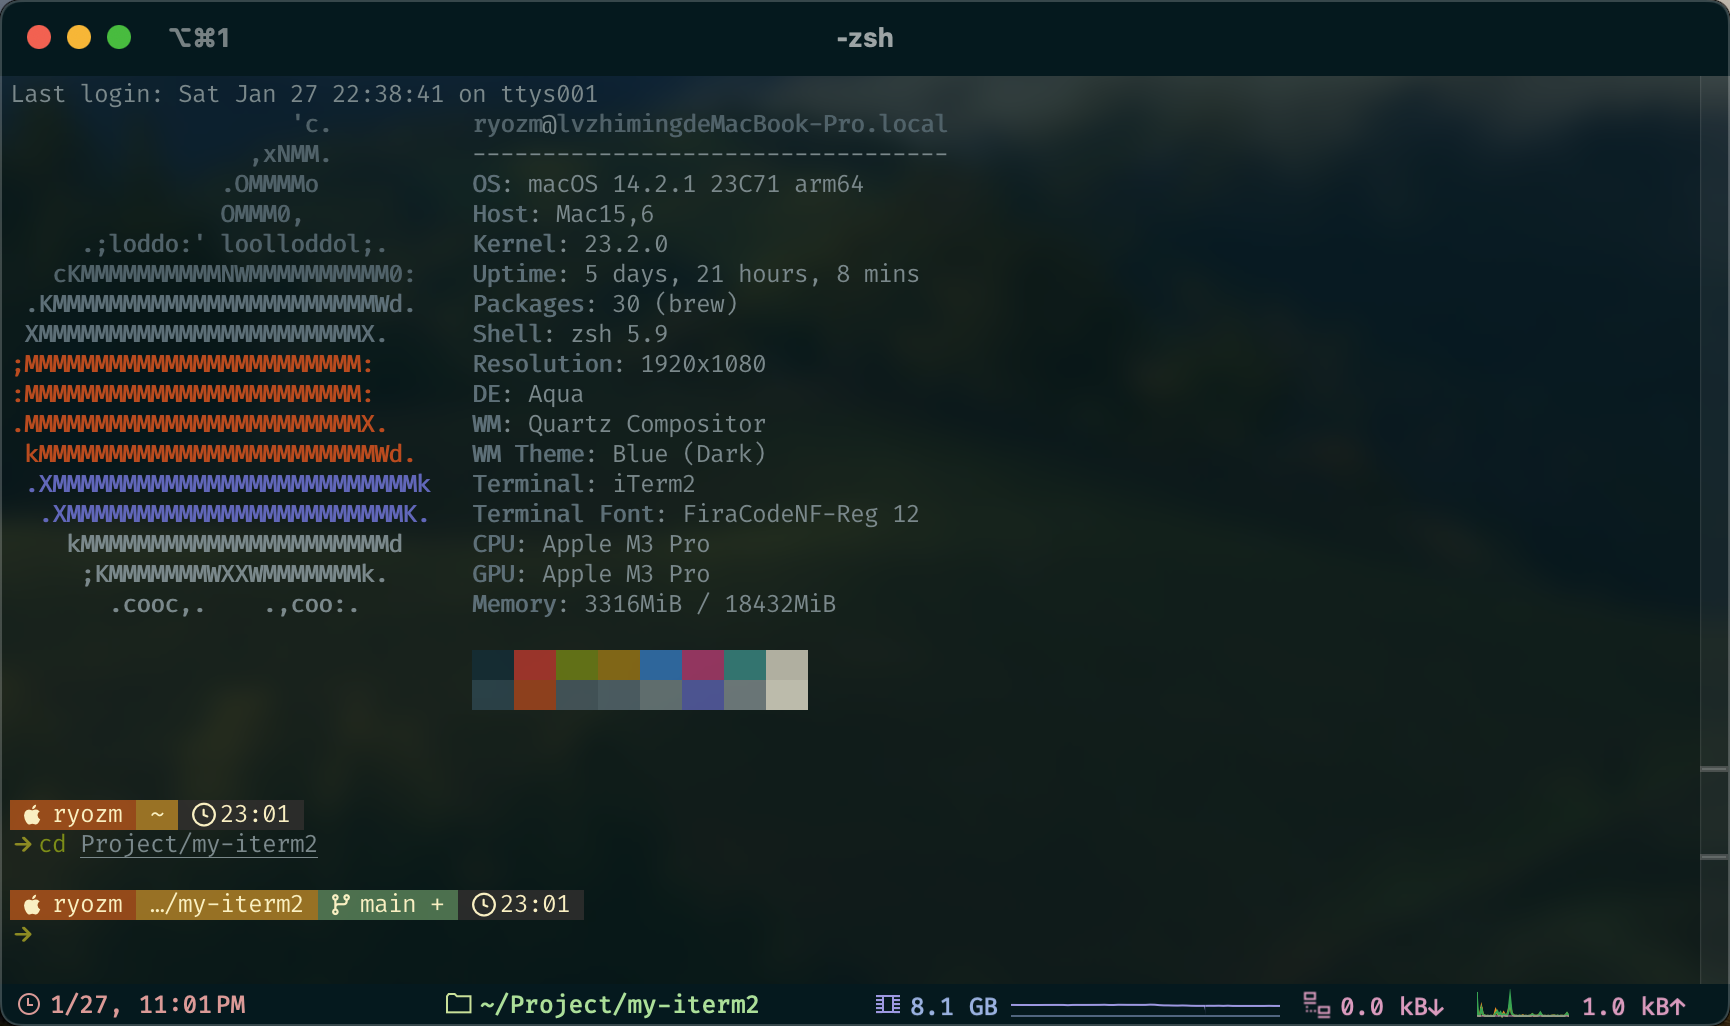 ⌥⌘1
-zsh
Last login: Sat Jan 27 22:38:41 on ttys001
                    'c.          ryozm@lvzhimingdeMacBook-Pro.local
                 ,xNMM.          ----------------------------------
               .OMMMMo           OS: macOS 14.2.1 23C71 arm64
               OMMM0,            Host: Mac15,6
     .;loddo:' loolloddol;.      Kernel: 23.2.0
   cKMMMMMMMMMMNWMMMMMMMMMM0:    Uptime: 5 days, 21 hours, 8 mins
 .KMMMMMMMMMMMMMMMMMMMMMMMWd.    Packages: 30 (brew)
 XMMMMMMMMMMMMMMMMMMMMMMMX.      Shell: zsh 5.9
;MMMMMMMMMMMMMMMMMMMMMMMM:       Resolution: 1920x1080
:MMMMMMMMMMMMMMMMMMMMMMMM:       DE: Aqua
.MMMMMMMMMMMMMMMMMMMMMMMMX.      WM: Quartz Compositor
 kMMMMMMMMMMMMMMMMMMMMMMMMWd.    WM Theme: Blue (Dark)
 .XMMMMMMMMMMMMMMMMMMMMMMMMMMk   Terminal: iTerm2
  .XMMMMMMMMMMMMMMMMMMMMMMMMK.   Terminal Font: FiraCodeNF-Reg 12
    kMMMMMMMMMMMMMMMMMMMMMMd     CPU: Apple M3 Pro
     ;KMMMMMMMWXXWMMMMMMMk.      GPU: Apple M3 Pro
       .cooc,.    .,coo:.        Memory: 3316MiB / 18432MiB
ryozm ~ 23:01
→ cd Project/my-iterm2
ryozm …/my-iterm2 main + 23:01
→
1/27, 11:01 PM ~/Project/my-iterm2 8.1 GB 0.0 kB↓ 1.0 kB↑